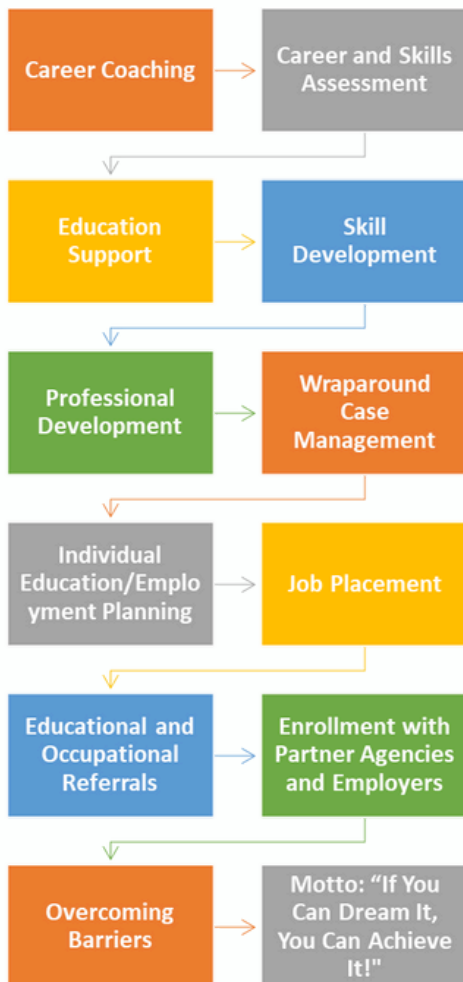 Career Coaching
Career and Skills
Assessment
Education
Support
Skill
Development
Professional
Development
Wraparound
Case
Management
Individual
Education/Emplo
yment Planning
Job Placement
Educational and
Occupational
Referrals
Enrollment with
Partner Agencies
and Employers
Overcoming
Barriers
Motto: “If You
Can Dream It,
You Can Achieve
It!"